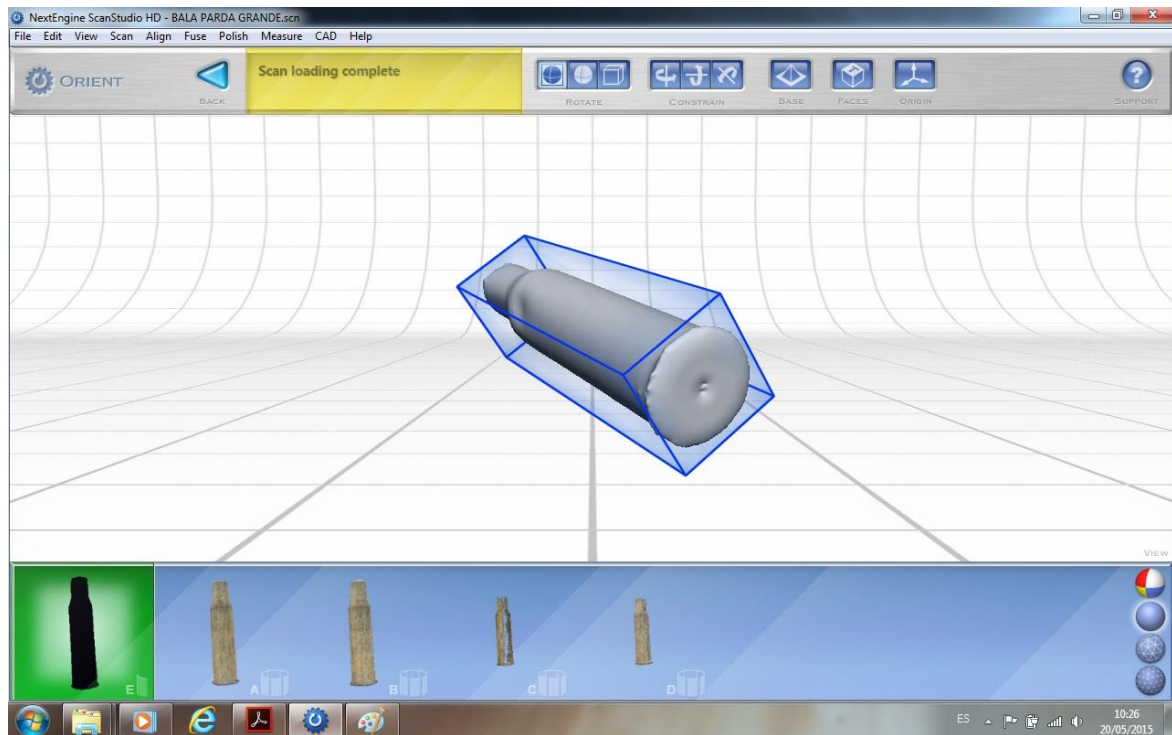 NextEngine ScanStudio HD - BALA PARDA GRANDE.scn
File Edit View Scan Align Fuse Polish Measure CAD Help
ORIENT
BACK
Scan loading complete
ROTATE
CONSTRAIN
BASE
FACES
ORIGIN
SUPPORT
VIEW
E
A
B
C
D
ES
10:26
20/05/2015